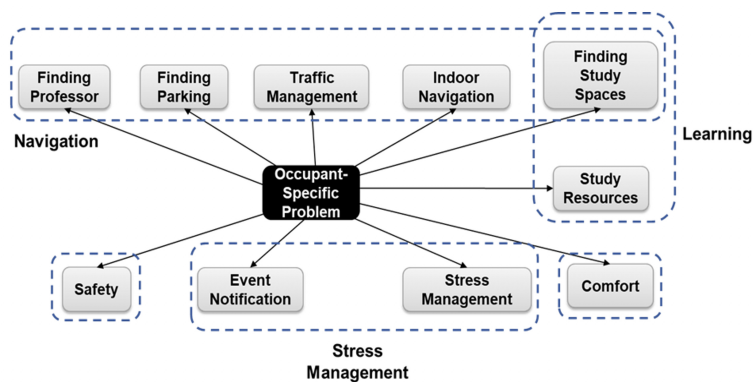 Finding
Professor
Finding
Parking
Traffic
Management
Indoor
Navigation
Finding
Study
Spaces
Navigation
Learning
Occupant-
Specific
Problem
Study
Resources
Safety
Event
Notification
Stress
Management
Comfort
Stress
Management